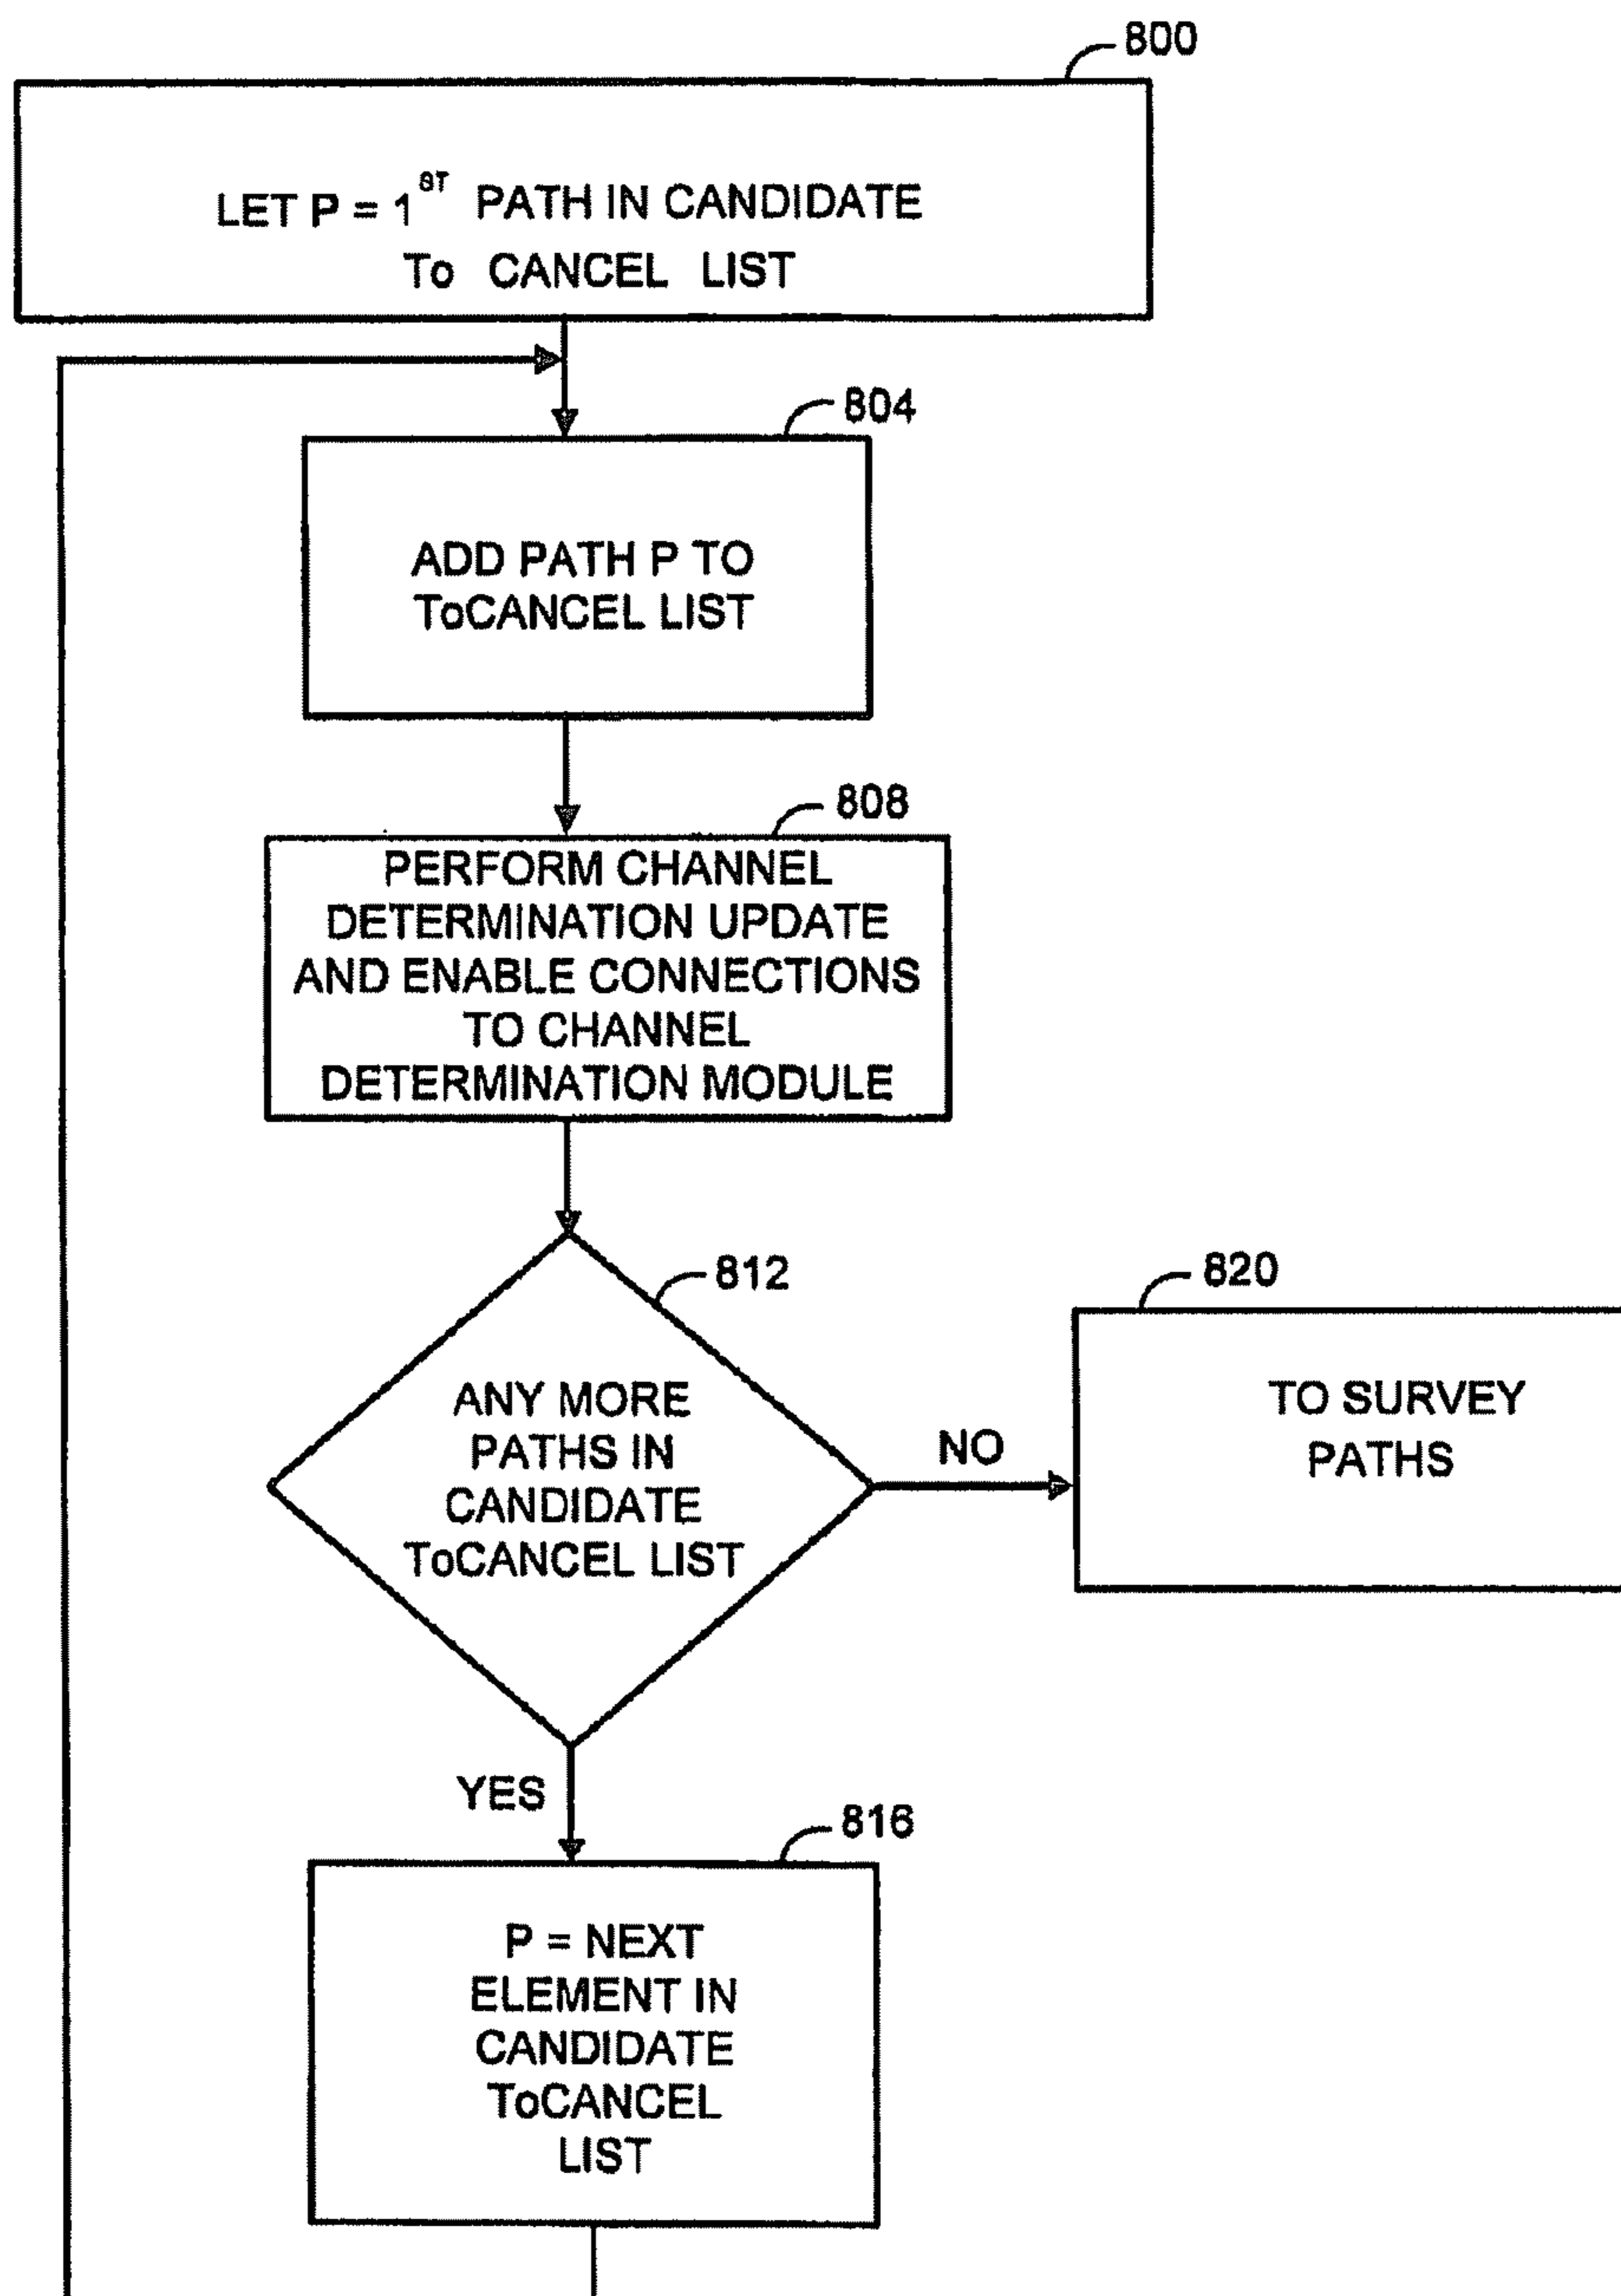 800
LET P = 1ST PATH IN CANDIDATE
To CANCEL LIST
804
ADD PATH P TO
ToCANCEL LIST
808
PERFORM CHANNEL
DETERMINATION UPDATE
AND ENABLE CONNECTIONS
TO CHANNEL
DETERMINATION MODULE
812
ANY MORE
PATHS IN
CANDIDATE
ToCANCEL LIST
NO
820
TO SURVEY
PATHS
YES
816
P = NEXT
ELEMENT IN
CANDIDATE
ToCANCEL
LIST